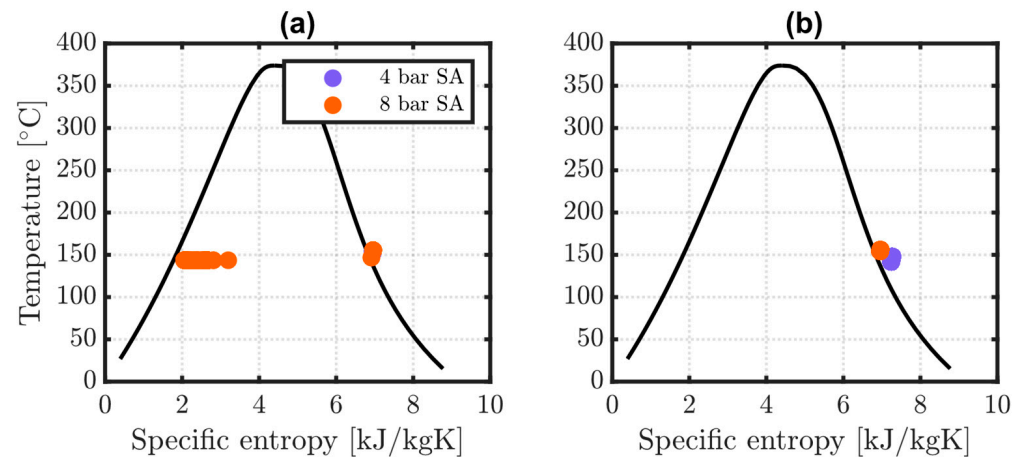 (a)
400
350
300
250
200
150
100
50
0
0 2 4 6 8 10
Temperature [°C]
Specific entropy [kJ/kgK]
4 bar SA
8 bar SA
(b)
400
350
300
250
200
150
100
50
0
0 2 4 6 8 10
Specific entropy [kJ/kgK]